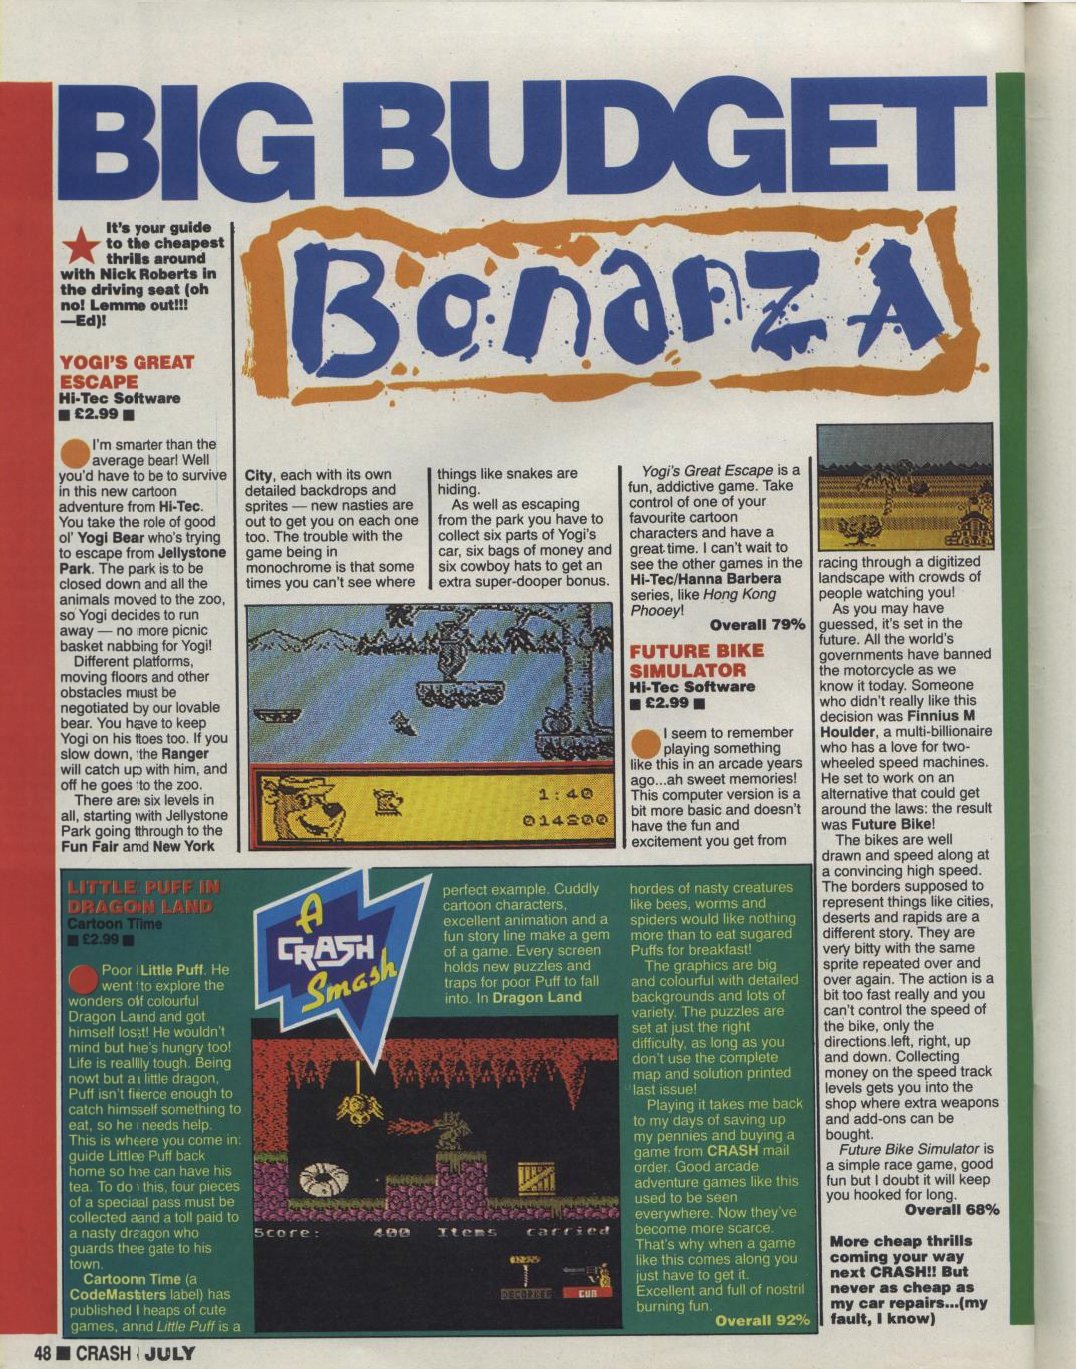 BIG BUDGET
BonanzA
It's your guide
to the cheapest
thrills around
with Nick Roberts in
the driving seat (oh
no! Lemme out!!!
—Ed)!
YOGI'S GREAT
ESCAPE
Hi-Tec Software
■ £2.99 ■
I'm smarter than the
average bear! Well
you'd have to be to survive
in this new cartoon
adventure from Hi-Tec.
You take the role of good
ol' Yogi Bear who's trying
to escape from Jellystone
Park. The park is to be
closed down and all the
animals moved to the zoo,
so Yogi decides to run
away — no more picnic
basket nabbing for Yogi!
Different platforms,
moving floors and other
obstacles must be
negotiated by our lovable
bear. You have to keep
Yogi on his toes too. If you
slow down, the Ranger
will catch up with him, and
off he goes to the zoo.
There are six levels in
all, starting with Jellystone
Park going through to the
Fun Fair and New York
City, each with its own
detailed backdrops and
sprites — new nasties are
out to get you on each one
too. The trouble with the
game being in
monochrome is that some
times you can't see where
things like snakes are
hiding.
As well as escaping
from the park you have to
collect six parts of Yogi's
car, six bags of money and
six cowboy hats to get an
extra super-dooper bonus.
1:40
014200
Yogi's Great Escape is a
fun, addictive game. Take
control of one of your
favourite cartoon
characters and have a
great time. I can't wait to
see the other games in the
Hi-Tec/Hanna Barbera
series, like Hong Kong
Phooey!
Overall 79%
FUTURE BIKE
SIMULATOR
Hi-Tec Software
■ £2.99 ■
I seem to remember
playing something
like this in an arcade years
ago...ah sweet memories!
This computer version is a
bit more basic and doesn't
have the fun and
excitement you get from
racing through a digitized
landscape with crowds of
people watching you!
As you may have
guessed, it's set in the
future. All the world's
governments have banned
the motorcycle as we
know it today. Someone
who didn't really like this
decision was Finnius M
Houlder, a multi-billionaire
who has a love for two-
wheeled speed machines.
He set to work on an
alternative that could get
around the laws: the result
was Future Bike!
The bikes are well
drawn and speed along at
a convincing high speed.
The borders supposed to
represent things like cities,
deserts and rapids are a
different story. They are
very bitty with the same
sprite repeated over and
over again. The action is a
bit too fast really and you
can't control the speed of
the bike, only the
directions left, right, up
and down. Collecting
money on the speed track
levels gets you into the
shop where extra weapons
and add-ons can be
bought.
Future Bike Simulator is
a simple race game, good
fun but I doubt it will keep
you hooked for long.
Overall 68%
More cheap thrills
coming your way
next CRASH!! But
never as cheap as
my car repairs...(my
fault, I know)
LITTLE PUFF IN
DRAGON LAND
Cartoon Time
■ £2.99 ■
Poor Little Puff. He
went to explore the
wonders of colourful
Dragon Land and got
himself lost! He wouldn't
mind but he's hungry too!
Life is really tough. Being
nowt but a little dragon,
Puff isn't fierce enough to
catch himself something to
eat, so he needs help.
This is where you come in:
guide Little Puff back
home so he can have his
tea. To do this, four pieces
of a special pass must be
collected and a toll paid to
a nasty dragon who
guards the gate to his
town.
Cartoon Time (a
CodeMasters label) has
published heaps of cute
games, and Little Puff is a
A
CRASH
Smash
perfect example. Cuddly
cartoon characters,
excellent animation and a
fun story line make a gem
of a game. Every screen
holds new puzzles and
traps for poor Puff to fall
into. In Dragon Land
Score: 400 Items carried
CUB
hordes of nasty creatures
like bees, worms and
spiders would like nothing
more than to eat sugared
Puffs for breakfast!
The graphics are big
and colourful with detailed
backgrounds and lots of
variety. The puzzles are
set at just the right
difficulty, as long as you
don't use the complete
map and solution printed
last issue!
Playing it takes me back
to my days of saving up
my pennies and buying a
game from CRASH mail
order. Good arcade
adventure games like this
used to be seen
everywhere. Now they've
become more scarce.
That's why when a game
like this comes along you
just have to get it.
Excellent and full of nostril
burning fun.
Overall 92%
48 ■ CRASH JULY